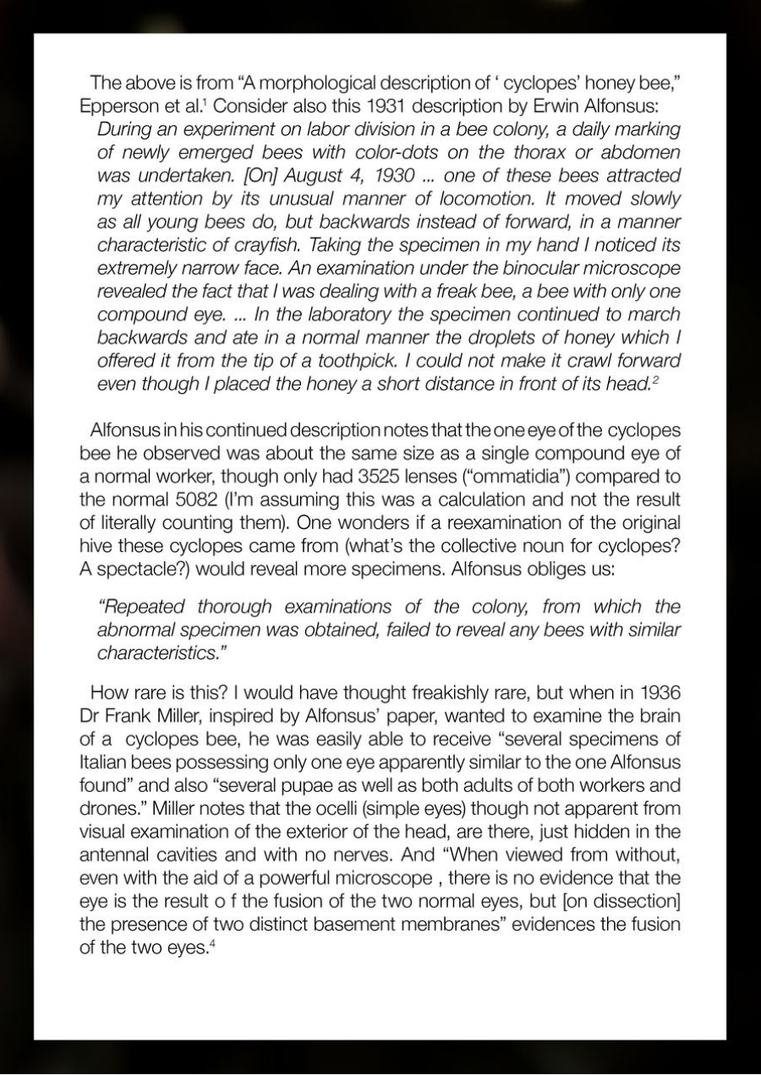 The above is from “A morphological description of ‘ cyclopes’ honey bee,”
Epperson et al.¹ Consider also this 1931 description by Erwin Alfonsus:
During an experiment on labor division in a bee colony, a daily marking
of newly emerged bees with color-dots on the thorax or abdomen
was undertaken. [On] August 4, 1930 ... one of these bees attracted
my attention by its unusual manner of locomotion. It moved slowly
as all young bees do, but backwards instead of forward, in a manner
characteristic of crayfish. Taking the specimen in my hand I noticed its
extremely narrow face. An examination under the binocular microscope
revealed the fact that I was dealing with a freak bee, a bee with only one
compound eye. ... In the laboratory the specimen continued to march
backwards and ate in a normal manner the droplets of honey which I
offered it from the tip of a toothpick. I could not make it crawl forward
even though I placed the honey a short distance in front of its head.²
Alfonsus in his continued description notes that the one eye of the cyclopes
bee he observed was about the same size as a single compound eye of
a normal worker, though only had 3525 lenses (“ommatidia”) compared to
the normal 5082 (I’m assuming this was a calculation and not the result
of literally counting them). One wonders if a reexamination of the original
hive these cyclopes came from (what’s the collective noun for cyclopes?
A spectacle?) would reveal more specimens. Alfonsus obliges us:
“Repeated thorough examinations of the colony, from which the
abnormal specimen was obtained, failed to reveal any bees with similar
characteristics.”
How rare is this? I would have thought freakishly rare, but when in 1936
Dr Frank Miller, inspired by Alfonsus’ paper, wanted to examine the brain
of a  cyclopes bee, he was easily able to receive “several specimens of
Italian bees possessing only one eye apparently similar to the one Alfonsus
found” and also “several pupae as well as both adults of both workers and
drones.” Miller notes that the ocelli (simple eyes) though not apparent from
visual examination of the exterior of the head, are there, just hidden in the
antennal cavities and with no nerves. And “When viewed from without,
even with the aid of a powerful microscope , there is no evidence that the
eye is the result o f the fusion of the two normal eyes, but [on dissection]
the presence of two distinct basement membranes” evidences the fusion
of the two eyes.⁴